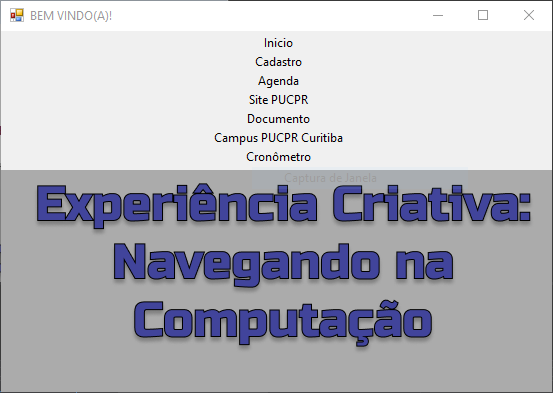 BEM VINDO(A)!
Inicio
Cadastro
Agenda
Site PUCPR
Documento
Campus PUCPR Curitiba
Cronômetro
Captura de Janela
Experiência Criativa:
Navegando na
Computação